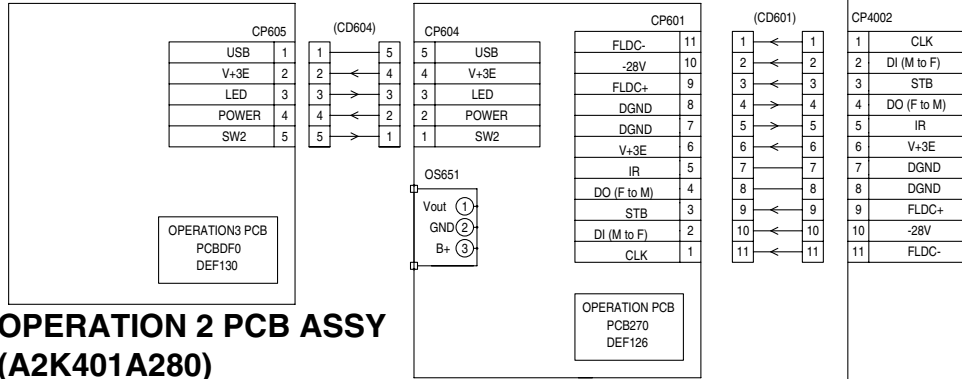 CP605
USB 1
V+3E 2
LED 3
POWER 4
SW2 5
OPERATION3 PCB
PCBDF0
DEF130
(CD604)
1 5
2 4
3 3
4 2
5 1
CP604
5 USB
4 V+3E
3 LED
2 POWER
1 SW2
OS651
Vout 1
GND 2
B+ 3
CP601
FLDC- 11
-28V 10
FLDC+ 9
DGND 8
DGND 7
V+3E 6
IR 5
DO (F to M) 4
STB 3
DI (M to F) 2
CLK 1
OPERATION PCB
PCB270
DEF126
(CD601)
1 1
2 2
3 3
4 4
5 5
6 6
7 7
8 8
9 9
10 10
11 11
CP4002
1 CLK
2 DI (M to F)
3 STB
4 DO (F to M)
5 IR
6 V+3E
7 DGND
8 DGND
9 FLDC+
10 -28V
11 FLDC-
OPERATION 2 PCB ASSY
(A2K401A280)